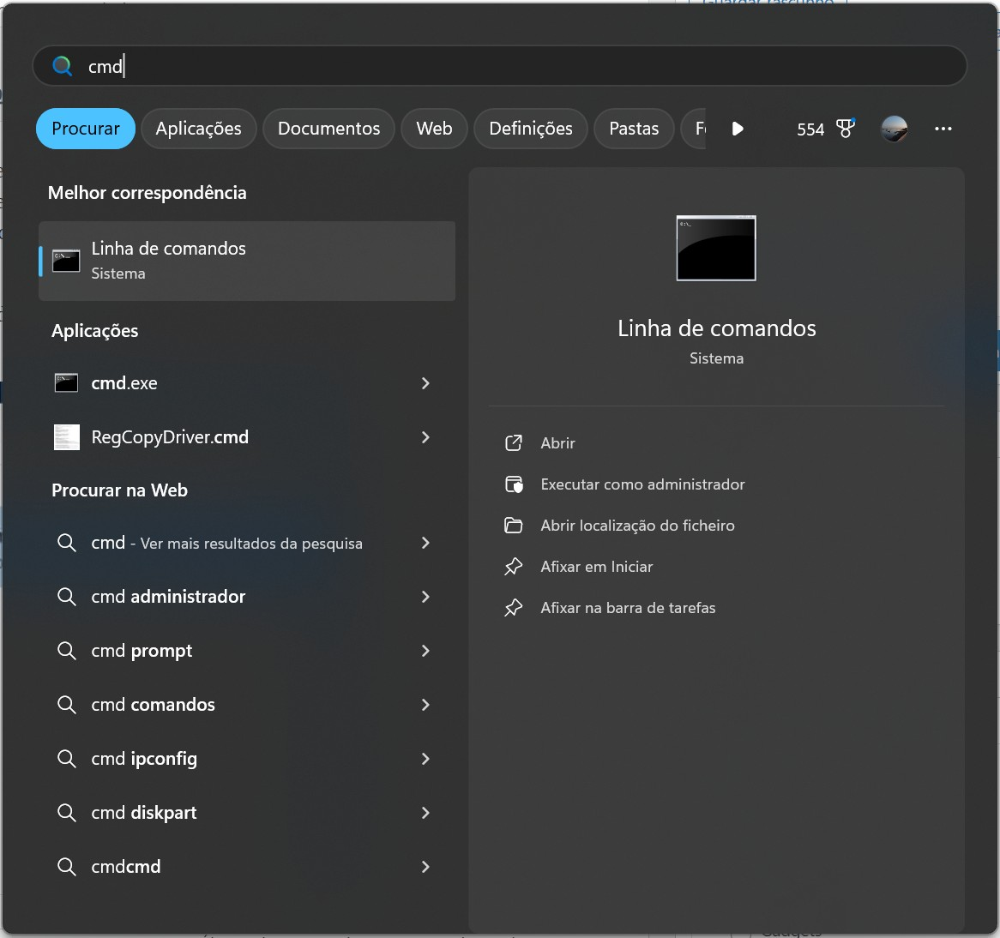 cmd
Procurar
Aplicações
Documentos
Web
Definições
Pastas
554
Melhor correspondência
Linha de comandos
Sistema
Aplicações
cmd.exe
RegCopyDriver.cmd
Procurar na Web
cmd - Ver mais resultados da pesquisa
cmd administrador
cmd prompt
cmd comandos
cmd ipconfig
cmd diskpart
cmdcmd
Linha de comandos
Sistema
Abrir
Executar como administrador
Abrir localização do ficheiro
Afixar em Iniciar
Afixar na barra de tarefas